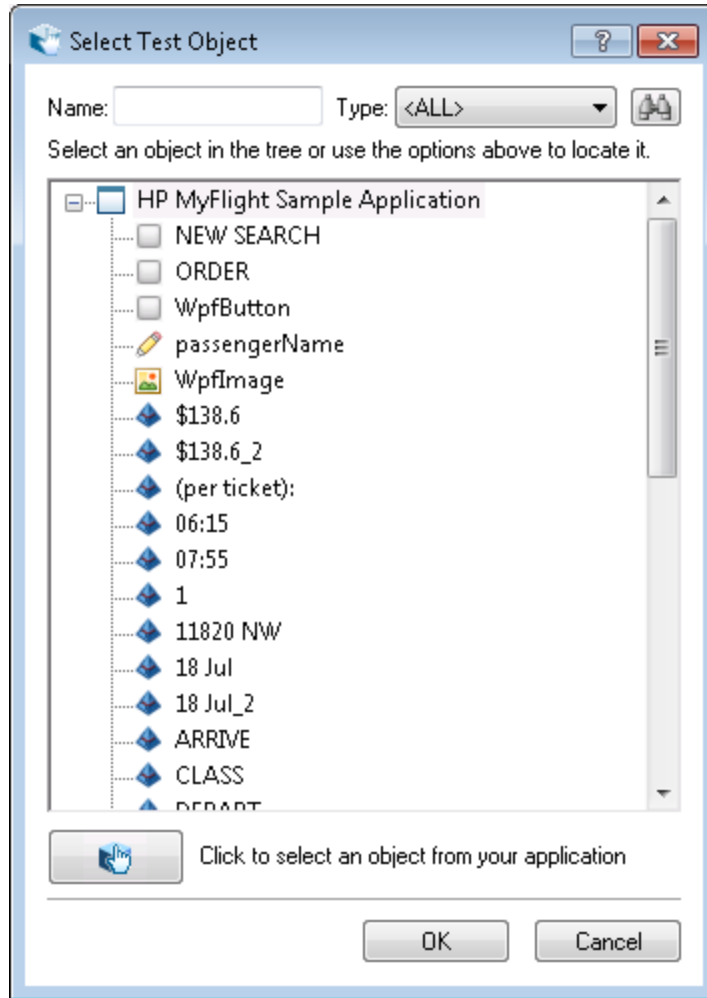 Select Test Object
Name: Type: <ALL>
Select an object in the tree or use the options above to locate it.
HP MyFlight Sample Application
NEW SEARCH
ORDER
WpfButton
passengerName
WpfImage
$138.6
$138.6_2
(per ticket):
06:15
07:55
1
11820 NW
18 Jul
18 Jul_2
ARRIVE
CLASS
DEPART
Click to select an object from your application
OK Cancel